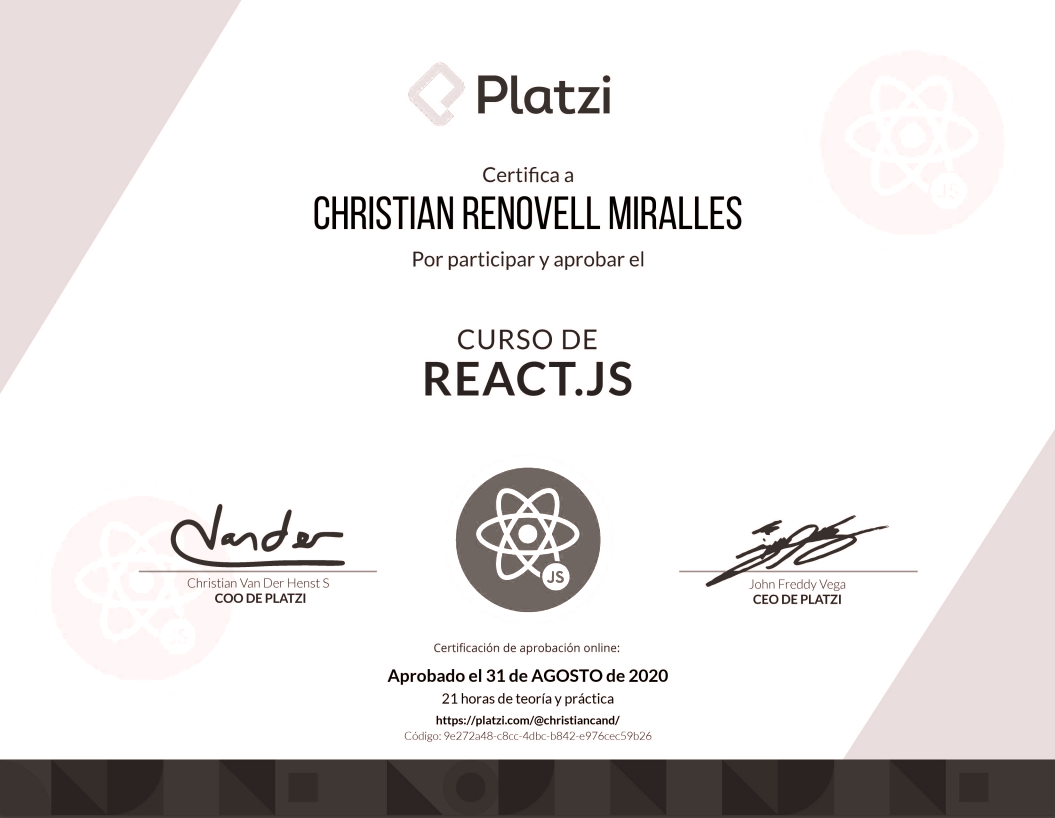 Platzi
Certifica a
CHRISTIAN RENOVELL MIRALLES
Por participar y aprobar el
CURSO DE
REACT.JS
JS
JS
Vander
Christian Van Der Henst S
COO DE PLATZI
John Freddy Vega
CEO DE PLATZI
Certificación de aprobación online:
Aprobado el 31 de AGOSTO de 2020
21 horas de teoría y práctica
https://platzi.com/@christiancand/
Código: 9e272a48-c8cc-4dbc-b842-e976cec59b26